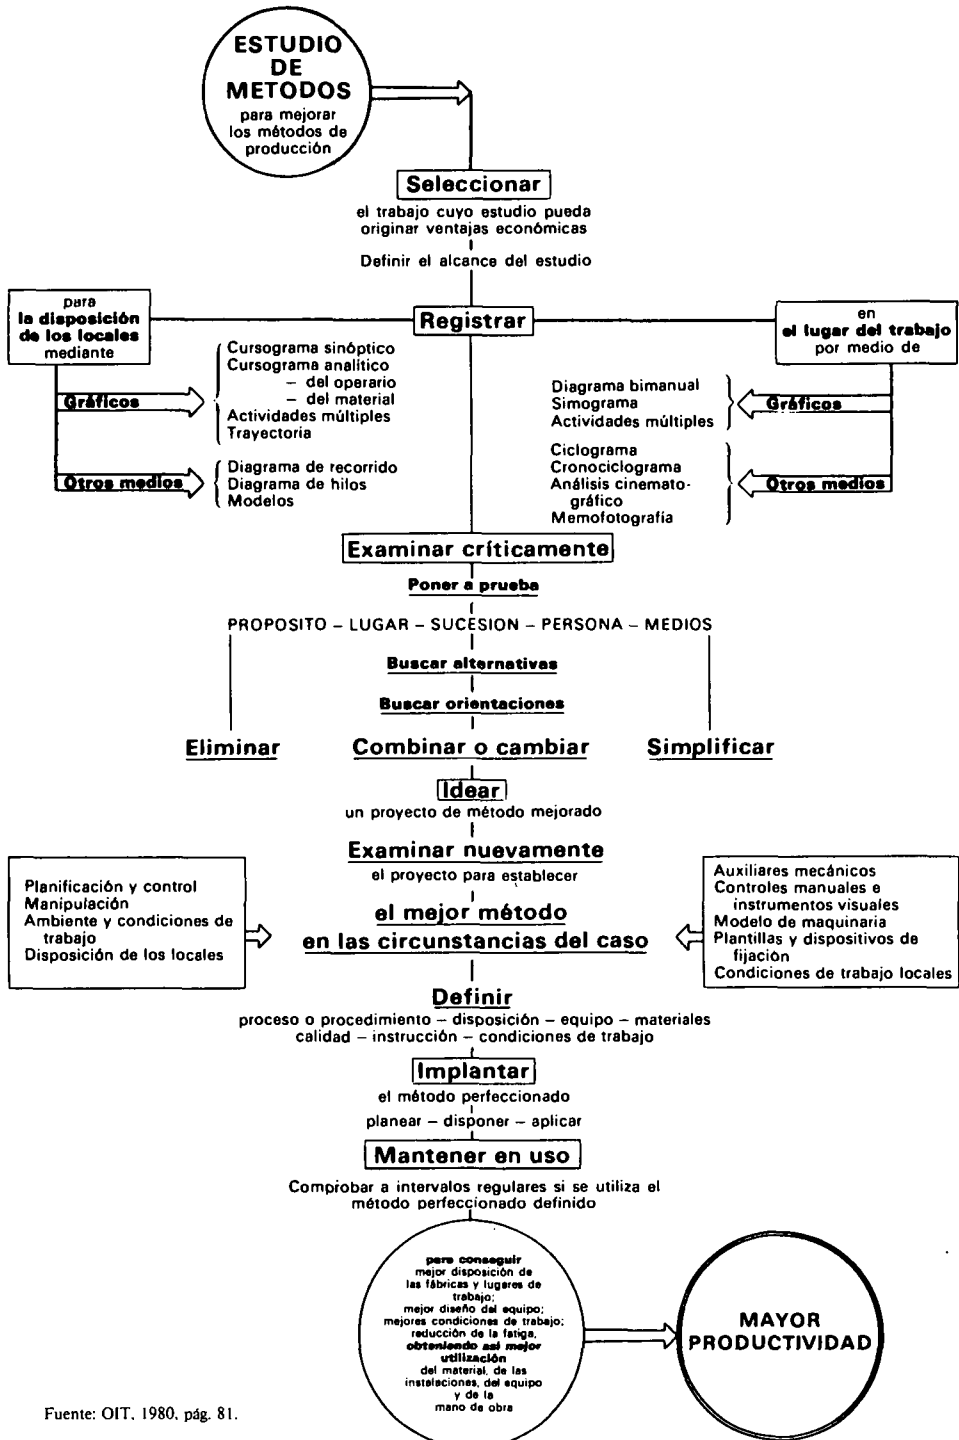 ESTUDIO
DE
METODOS
para mejorar
los métodos de
producción
Seleccionar
el trabajo cuyo estudio pueda
originar ventajas económicas
Definir el alcance del estudio
para
la disposición
de los locales
mediante
Registrar
en
el lugar del trabajo
por medio de
Gráficos
Cursograma sinóptico
Cursograma analítico
– del operario
– del material
Actividades múltiples
Trayectoria
Otros medios
Diagrama de recorrido
Diagrama de hilos
Modelos
Diagrama bimanual
Simograma
Actividades múltiples
Gráficos
Ciclograma
Cronociclograma
Análisis cinemato-
gráfico
Memofotografía
Otros medios
Examinar críticamente
Poner a prueba
PROPOSITO – LUGAR – SUCESION – PERSONA – MEDIOS
Buscar alternativas
Buscar orientaciones
Eliminar
Combinar o cambiar
Simplificar
Idear
un proyecto de método mejorado
Examinar nuevamente
el proyecto para establecer
el mejor método
en las circunstancias del caso
Planificación y control
Manipulación
Ambiente y condiciones de
trabajo
Disposición de los locales
Auxiliares mecánicos
Controles manuales e
instrumentos visuales
Modelo de maquinaria
Plantillas y dispositivos de
fijación
Condiciones de trabajo locales
Definir
proceso o procedimiento – disposición – equipo – materiales
calidad – instrucción – condiciones de trabajo
Implantar
el método perfeccionado
planear – disponer – aplicar
Mantener en uso
Comprobar a intervalos regulares si se utiliza el
método perfeccionado definido
para conseguir
mejor disposición de
las fábricas y lugares de
trabajo;
mejor diseño del equipo;
mejores condiciones de trabajo;
reducción de la fatiga,
obteniendo así mejor
utilización
del material, de las
instalaciones, del equipo
y de la
mano de obra
MAYOR
PRODUCTIVIDAD
Fuente: OIT, 1980, pág. 81.